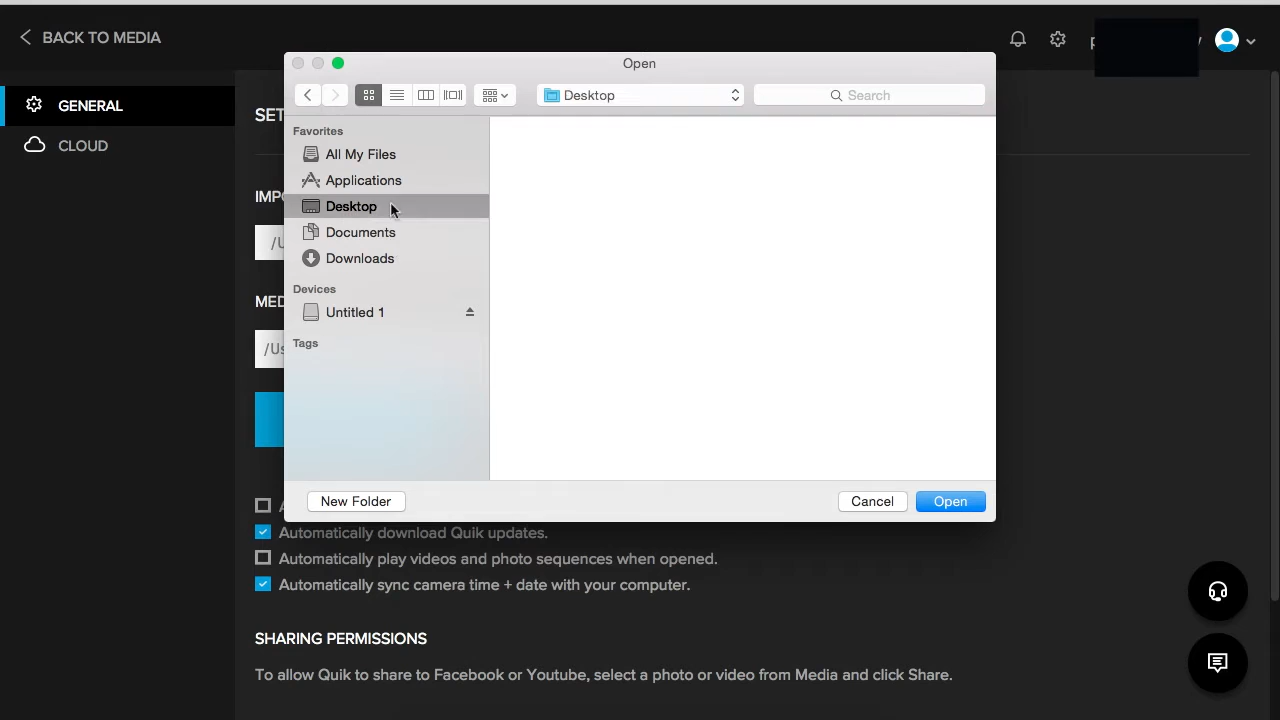 BACK TO MEDIA
Open
Desktop
Search
GENERAL
CLOUD
Favorites
All My Files
Applications
Desktop
Documents
Downloads
Devices
Untitled 1
Tags
New Folder
Cancel
Open
Automatically download Quik updates.
Automatically play videos and photo sequences when opened.
Automatically sync camera time + date with your computer.
SHARING PERMISSIONS
To allow Quik to share to Facebook or Youtube, select a photo or video from Media and click Share.